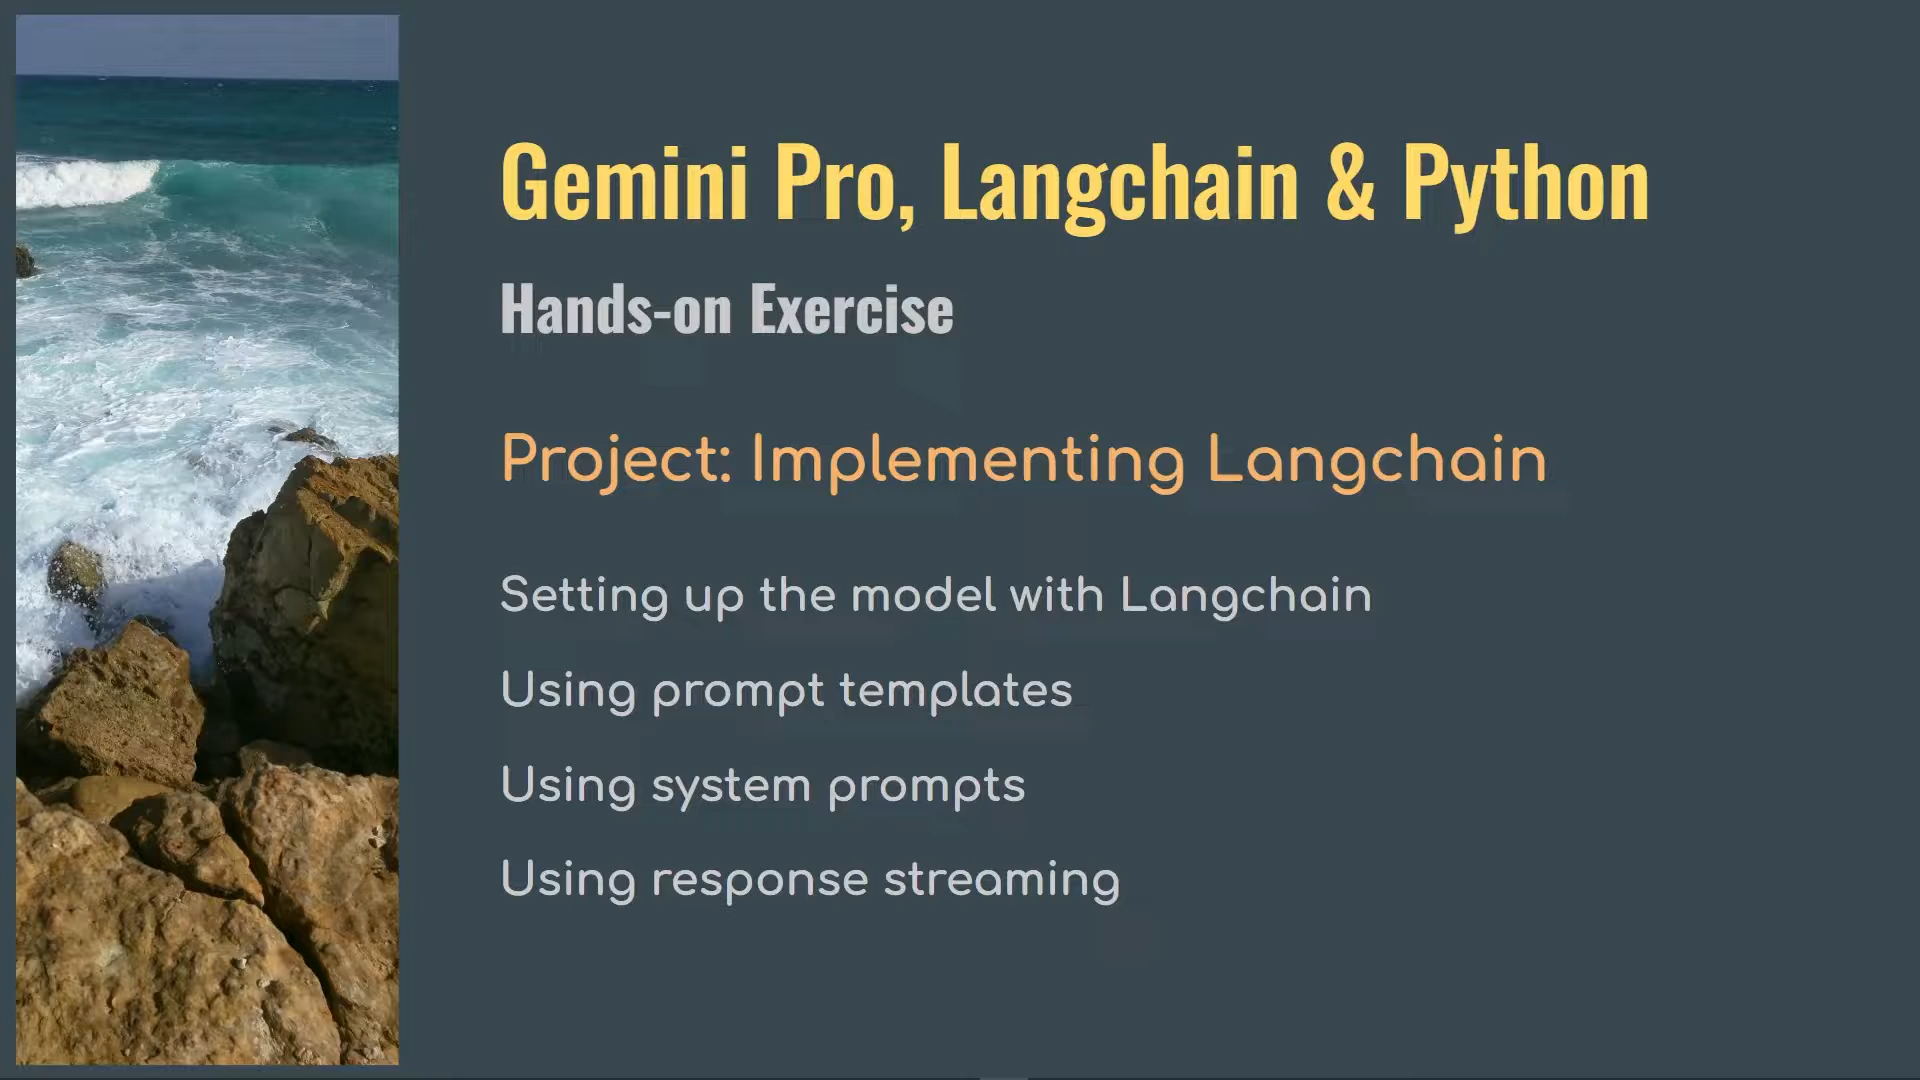 Gemini Pro, Langchain & Python
Hands-on Exercise
Project: Implementing Langchain
Setting up the model with Langchain
Using prompt templates
Using system prompts
Using response streaming